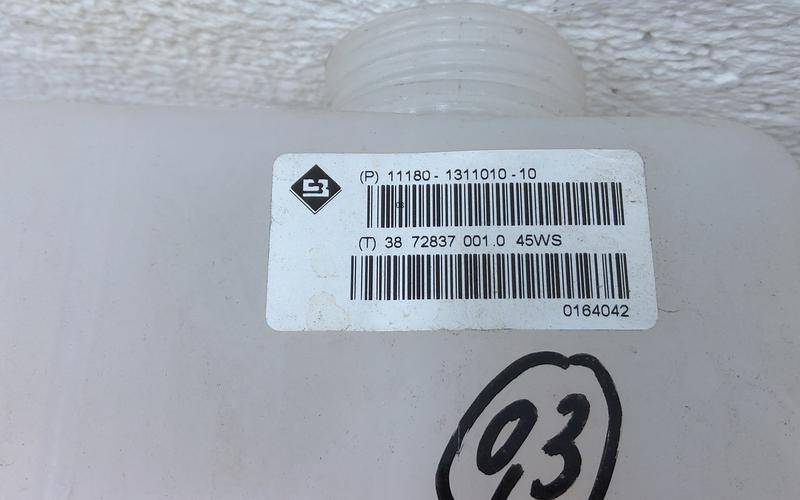 (P) 11180 - 1311010 - 10
(T) 38 72837 001.0 45WS
0164042
93